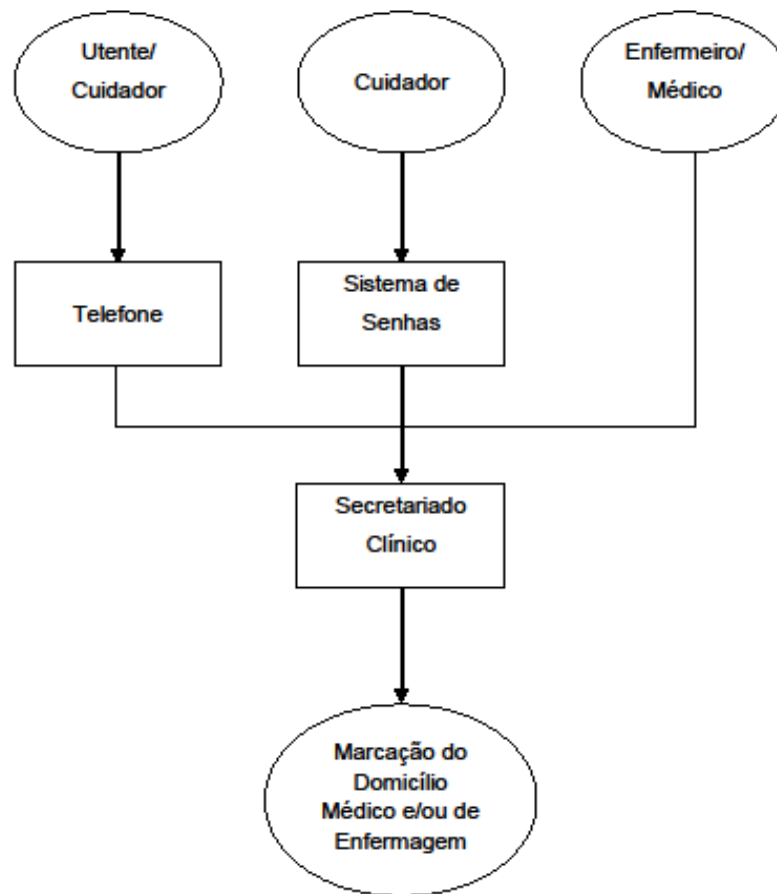 Utente/
Cuidador
Cuidador
Enfermeiro/
Médico
Telefone
Sistema de
Senhas
Secretariado
Clínico
Marcação do
Domicílio
Médico e/ou de
Enfermagem